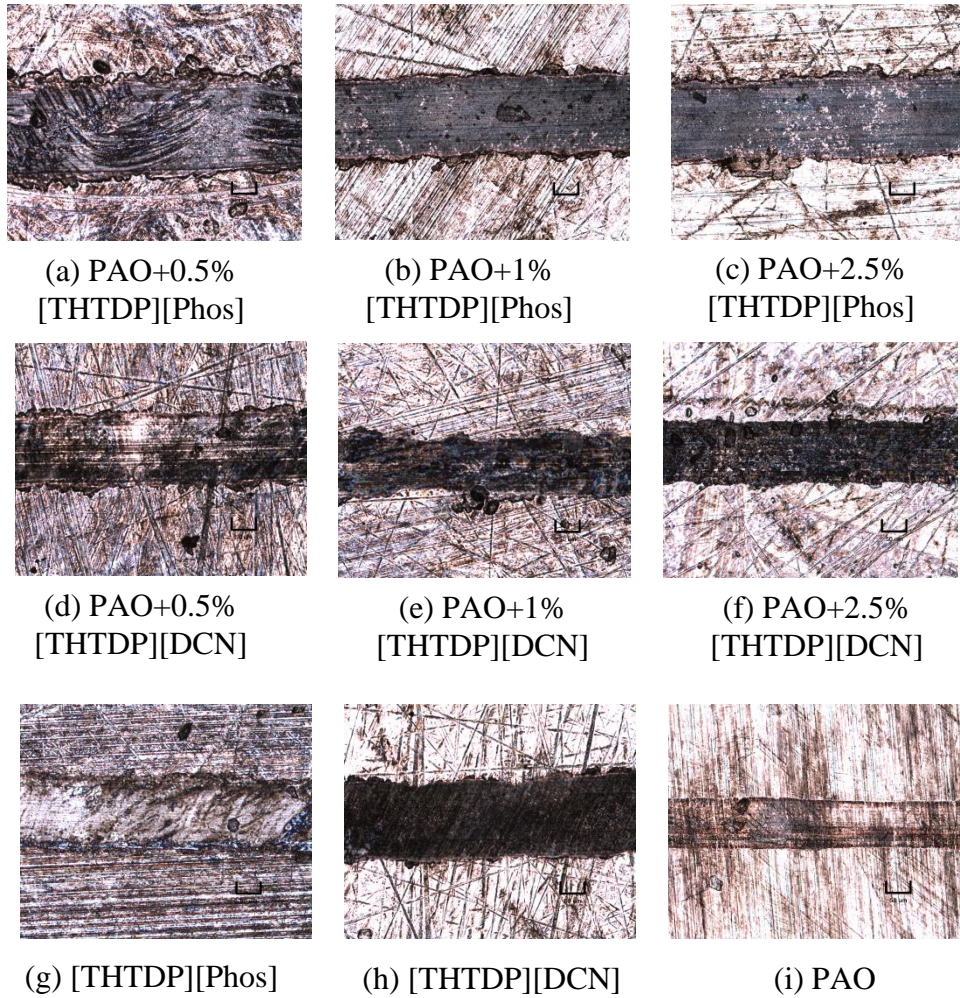 (a) PAO+0.5%
[THTDP][Phos]
(b) PAO+1%
[THTDP][Phos]
(c) PAO+2.5%
[THTDP][Phos]
(d) PAO+0.5%
[THTDP][DCN]
(e) PAO+1%
[THTDP][DCN]
(f) PAO+2.5%
[THTDP][DCN]
(g) [THTDP][Phos]
(h) [THTDP][DCN]
(i) PAO